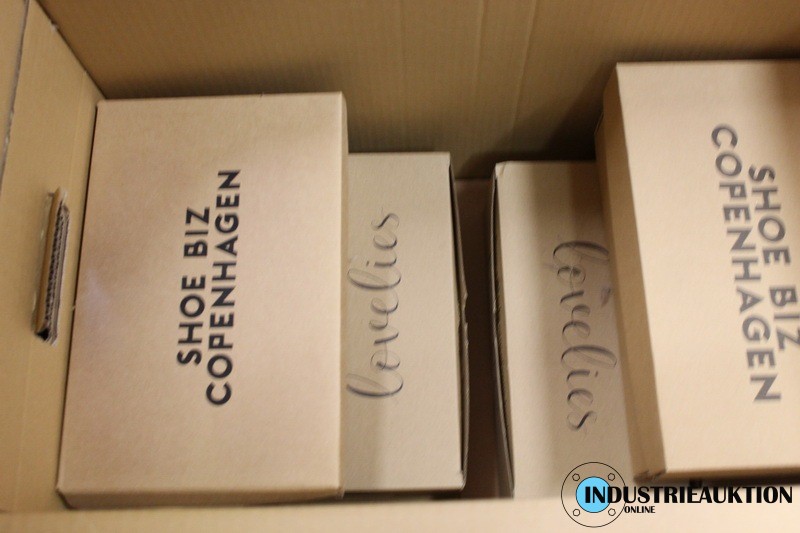 SHOE BIZ
COPENHAGEN
lovelies
lovelies
SHOE BIZ
COPENHAGEN
INDUSTRIEAUKTION
ONLINE